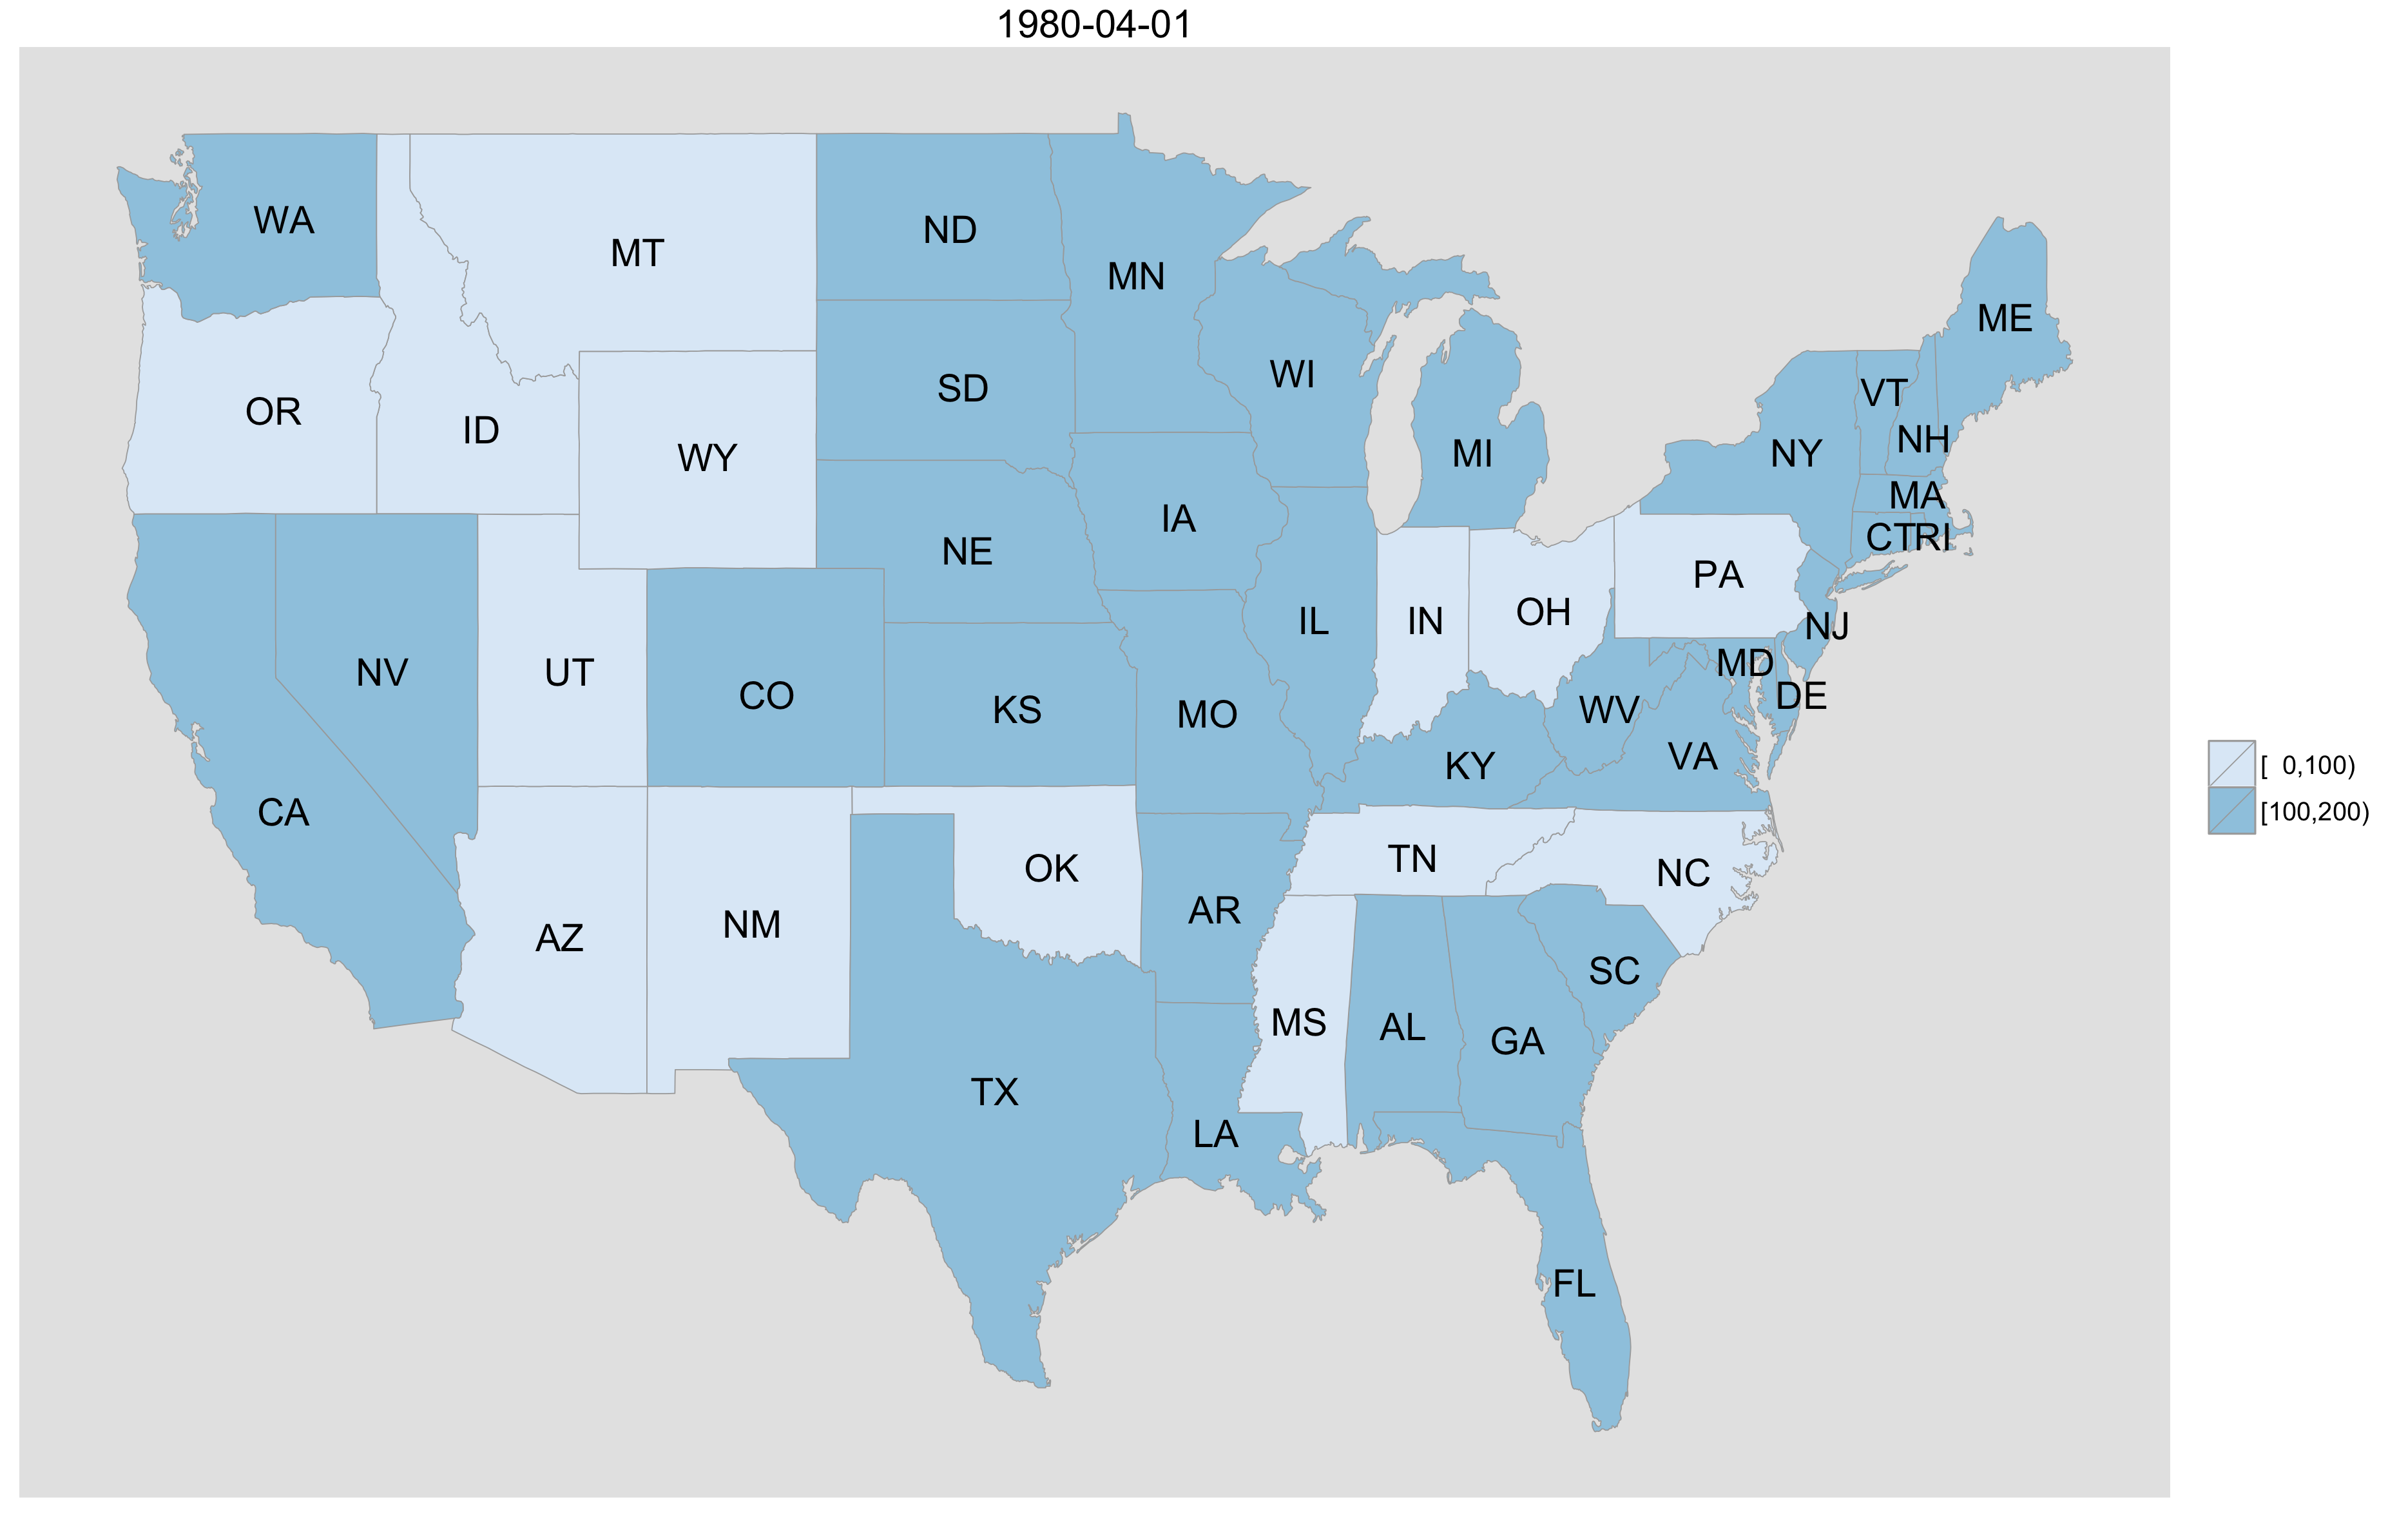 1980-04-01
WA
MT
ND
MN
ME
OR
ID
WY
SD
WI
MI
NY
VT
NH
MA
CT
RI
NE
IA
PA
NJ
NV
UT
CO
KS
MO
IL
IN
OH
WV
MD
DE
VA
KY
CA
AZ
NM
OK
AR
TN
NC
SC
MS
AL
GA
TX
LA
FL
[ 0,100)
[100,200)